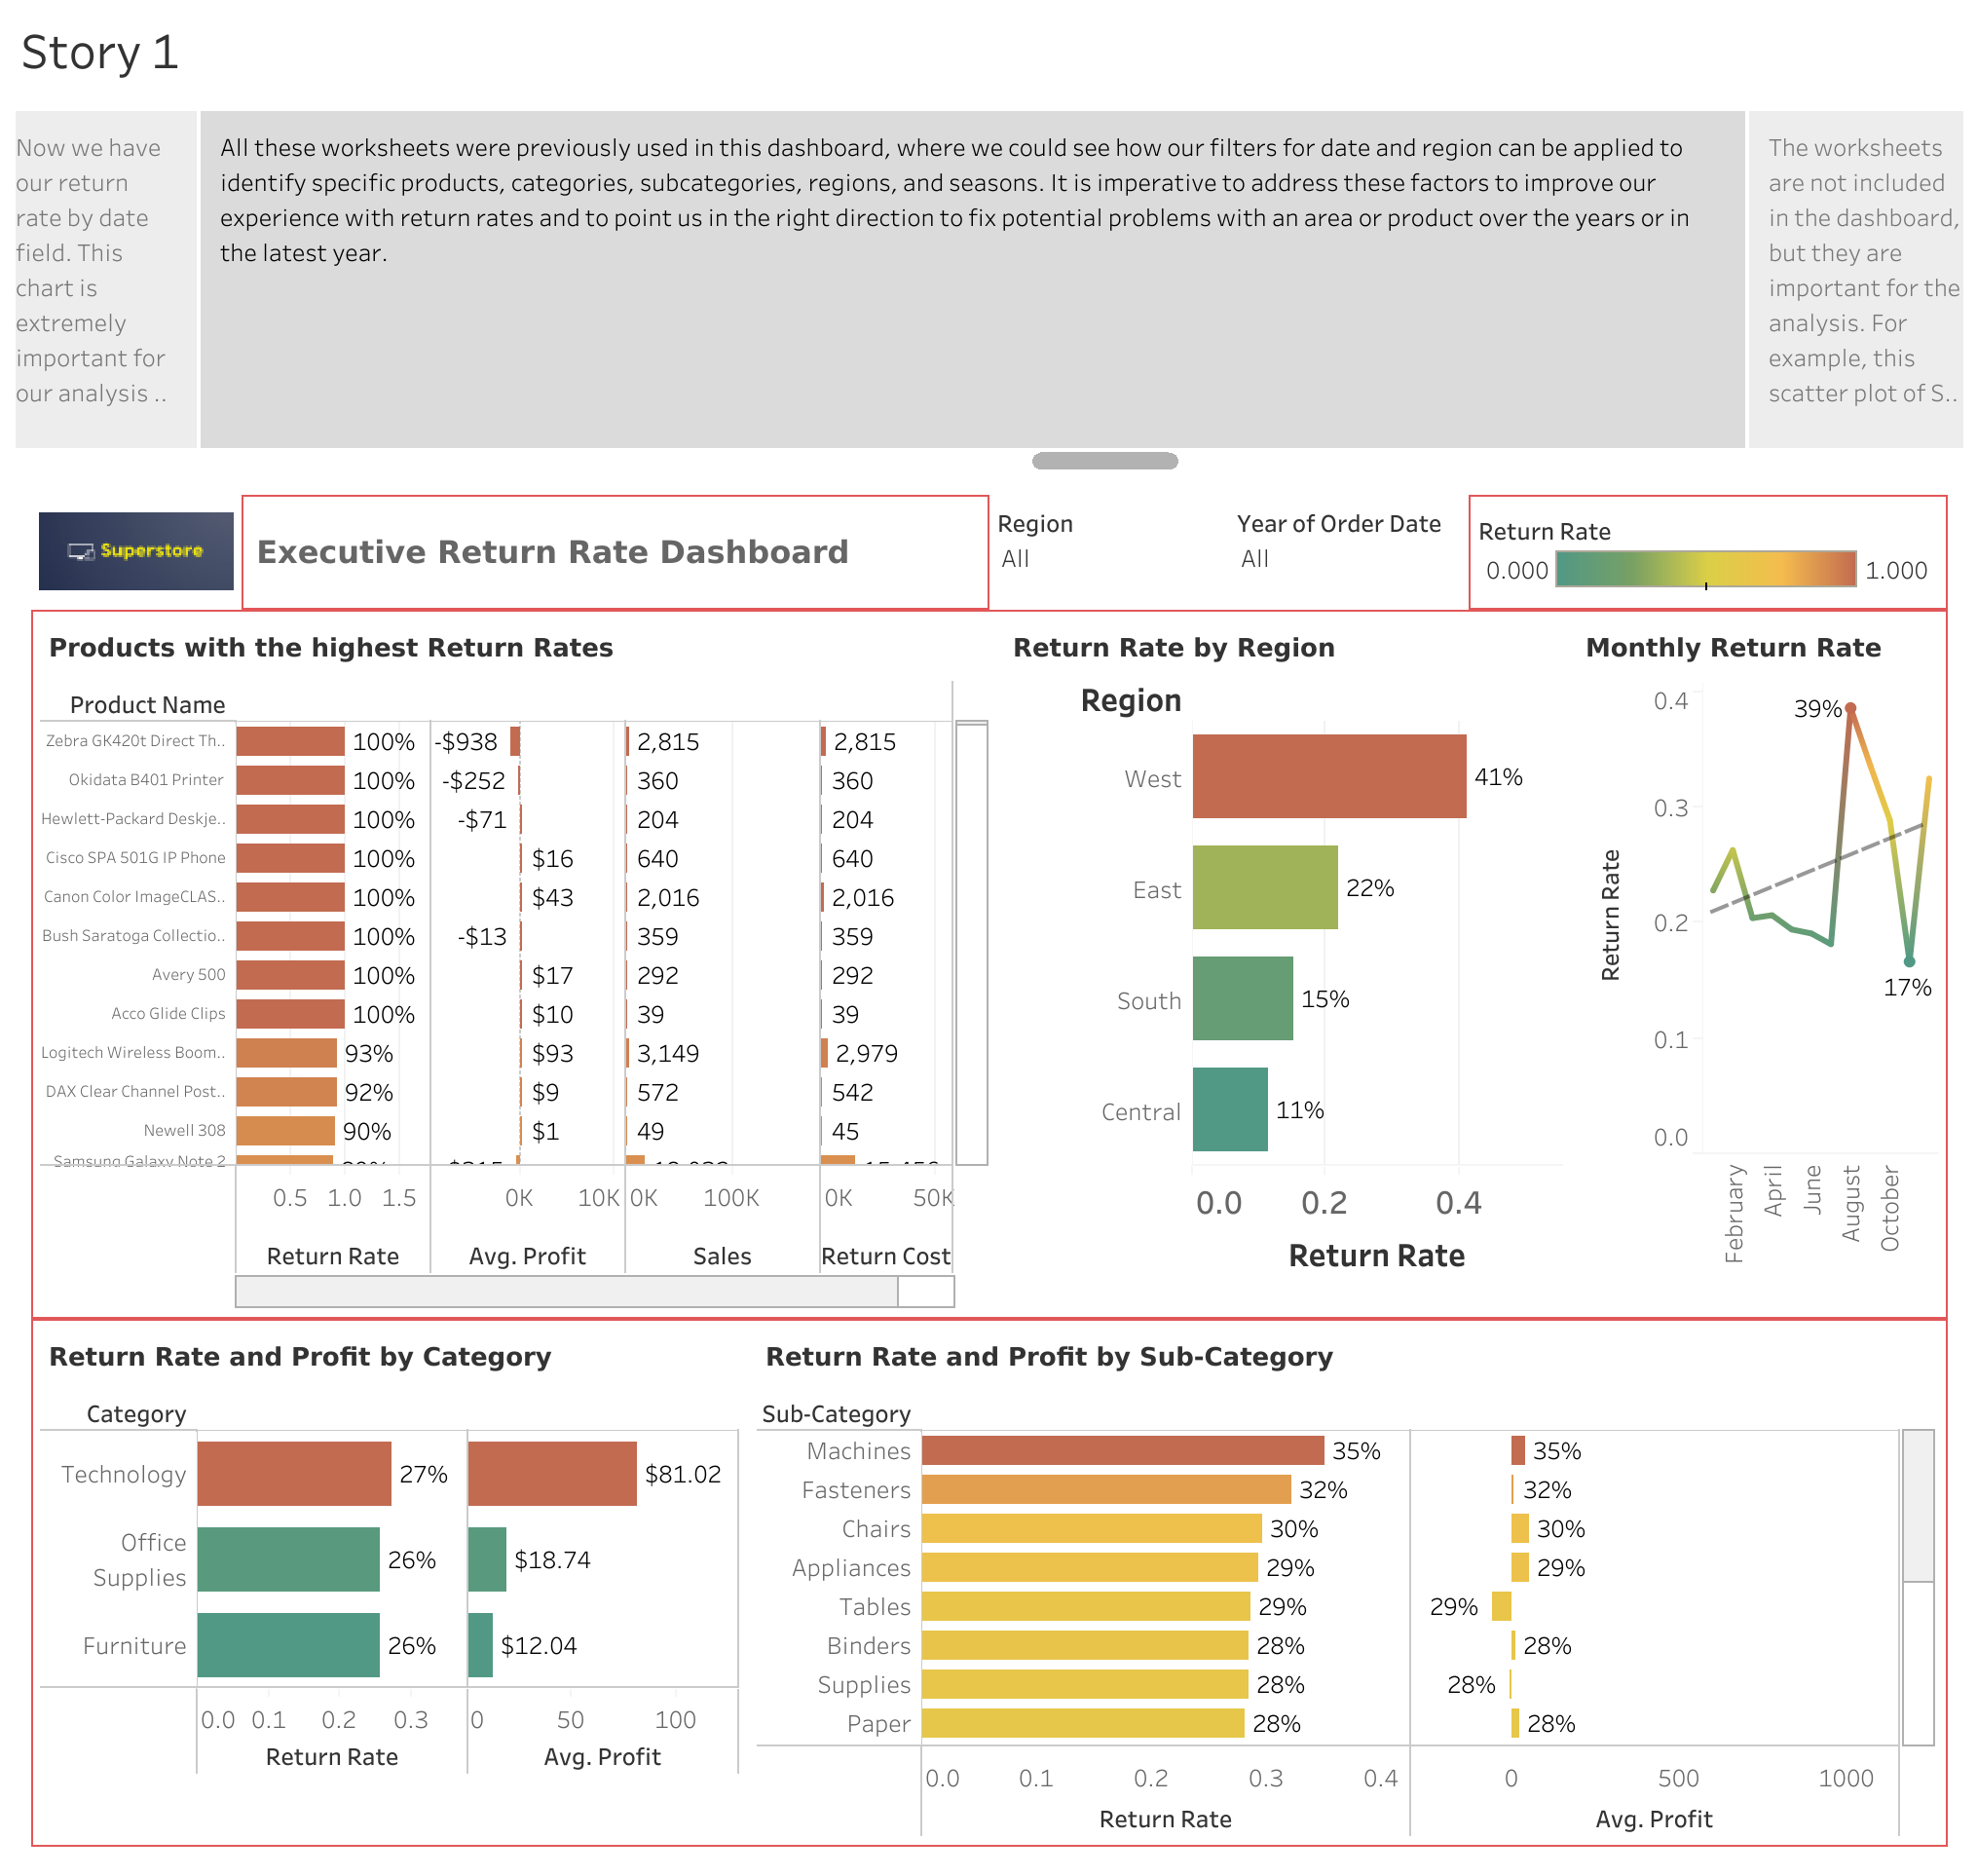 Story 1
Now we have
our return
rate by date
field. This
chart is
extremely
important for
our analysis ..
All these worksheets were previously used in this dashboard, where we could see how our filters for date and region can be applied to
identify specific products, categories, subcategories, regions, and seasons. It is imperative to address these factors to improve our
experience with return rates and to point us in the right direction to fix potential problems with an area or product over the years or in
the latest year.
The worksheets
are not included
in the dashboard,
but they are
important for the
analysis. For
example, this
scatter plot of S..
Superstore
Executive Return Rate Dashboard
Region
All
Year of Order Date
All
Return Rate
0.000 1.000
Products with the highest Return Rates
Product Name
Zebra GK420t Direct Th.. 100% -$938 2,815 2,815
Okidata B401 Printer 100% -$252 360 360
Hewlett-Packard Deskje.. 100% -$71 204 204
Cisco SPA 501G IP Phone 100% $16 640 640
Canon Color ImageCLAS.. 100% $43 2,016 2,016
Bush Saratoga Collectio.. 100% -$13 359 359
Avery 500 100% $17 292 292
Acco Glide Clips 100% $10 39 39
Logitech Wireless Boom.. 93% $93 3,149 2,979
DAX Clear Channel Post.. 92% $9 572 542
Newell 308 90% $1 49 45
Samsung Galaxy Note 2
0.5 1.0 1.5 0K 10K 0K 100K 0K 50K
Return Rate Avg. Profit Sales Return Cost
Return Rate by Region
Region
West 41%
East 22%
South 15%
Central 11%
0.0 0.2 0.4
Return Rate
Monthly Return Rate
0.4
0.3
0.2
0.1
0.0
Return Rate
39%
17%
February
April
June
August
October
Return Rate and Profit by Category
Category
Technology 27% $81.02
Office
Supplies 26% $18.74
Furniture 26% $12.04
0.0 0.1 0.2 0.3 0 50 100
Return Rate Avg. Profit
Return Rate and Profit by Sub-Category
Sub-Category
Machines 35% 35%
Fasteners 32% 32%
Chairs 30% 30%
Appliances 29% 29%
Tables 29% 29%
Binders 28% 28%
Supplies 28% 28%
Paper 28% 28%
0.0 0.1 0.2 0.3 0.4 0 500 1000
Return Rate Avg. Profit